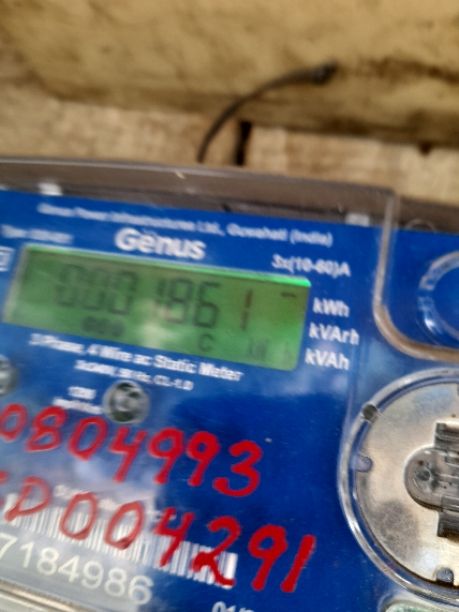 Genus Power Infrastructures Ltd., Guwahati (India)
Genus
3x(10-60)A
0001861
kWh
kVArh
kVAh
C
3 Phase, 4 Wire ac Static Meter
0804993
D004291
7184986